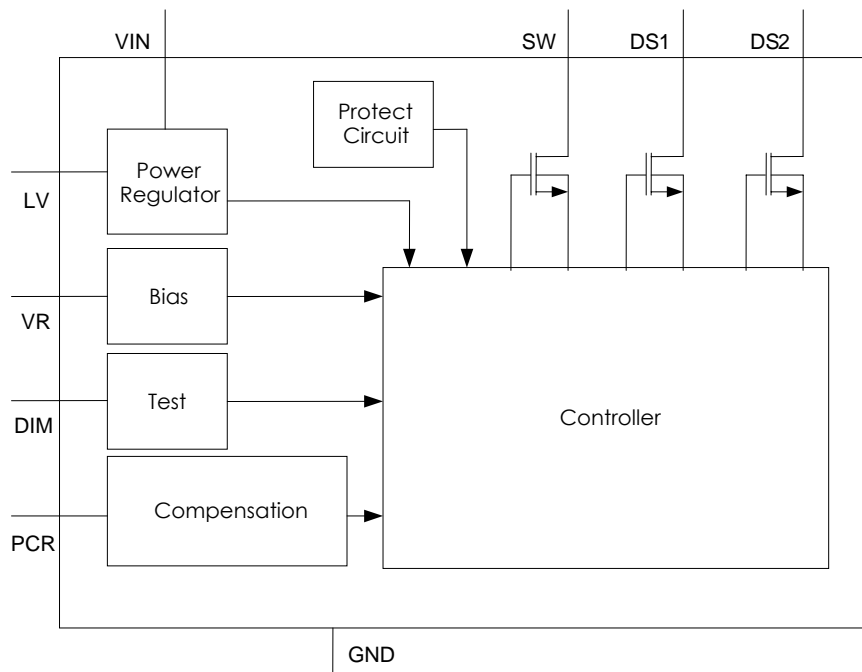 VIN
SW
DS1
DS2
Protect
Circuit
Power
Regulator
LV
Bias
VR
Test
DIM
Controller
Compensation
PCR
GND